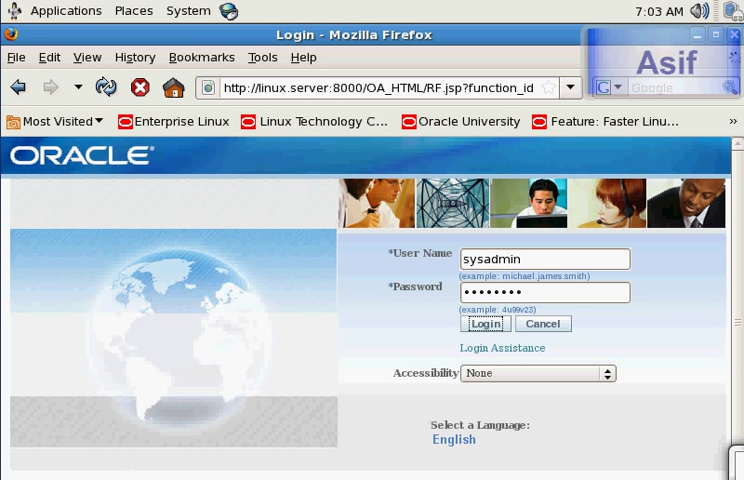 Applications Places System 7:03 AM
Login - Mozilla Firefox
File Edit View History Bookmarks Tools Help
Asif
http://linux.server:8000/OA_HTML/RF.jsp?function_id
G Google
Most Visited Enterprise Linux Linux Technology C... Oracle University Feature: Faster Linu... »
ORACLE®
*User Name sysadmin
(example: michael.james.smith)
*Password ••••••••
(example: 4u99v23)
Login Cancel
Login Assistance
Accessibility None
Select a Language:
English